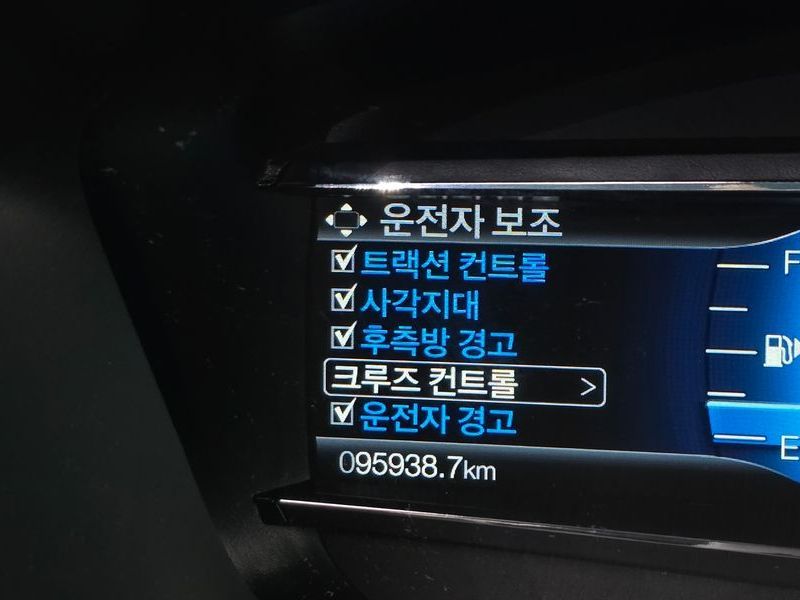 운전자 보조
트랙션 컨트롤
사각지대
후측방 경고
크루즈 컨트롤 >
운전자 경고
095938.7km
F
E